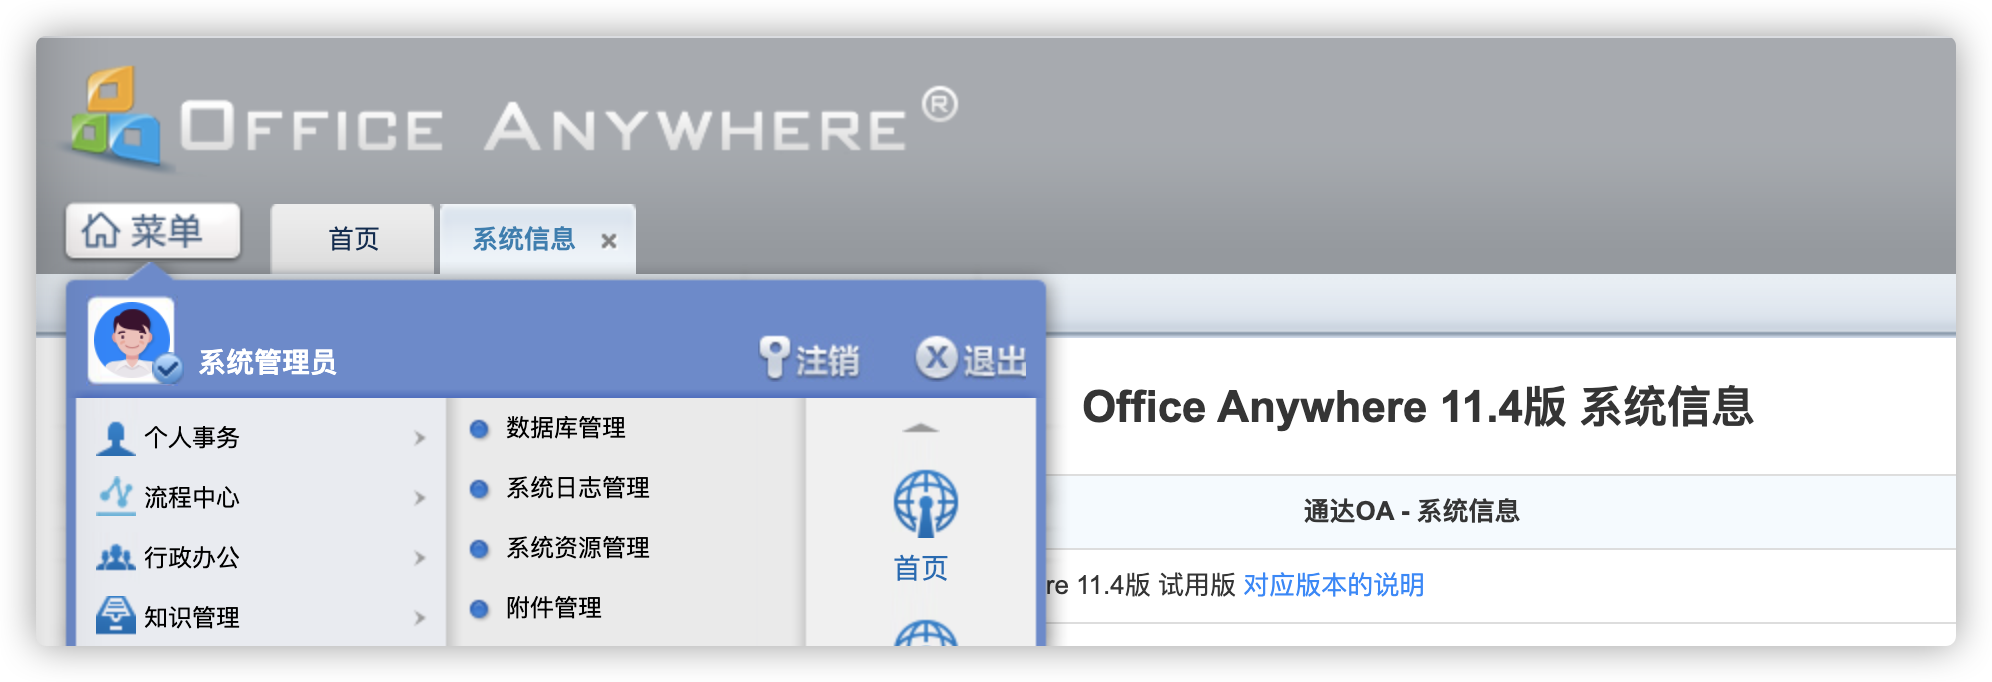 OFFICE ANYWHERE®
菜单
首页
系统信息
系统管理员
注销
退出
个人事务
流程中心
行政办公
知识管理
数据库管理
系统日志管理
系统资源管理
附件管理
首页
Office Anywhere 11.4版 系统信息
通达OA - 系统信息
re 11.4版 试用版 对应版本的说明